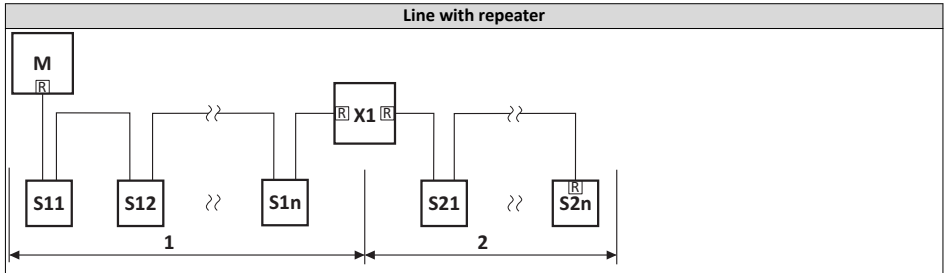 Line with repeater
M
R
R X1 R
R
S11 S12 S1n S21 S2n
1 2